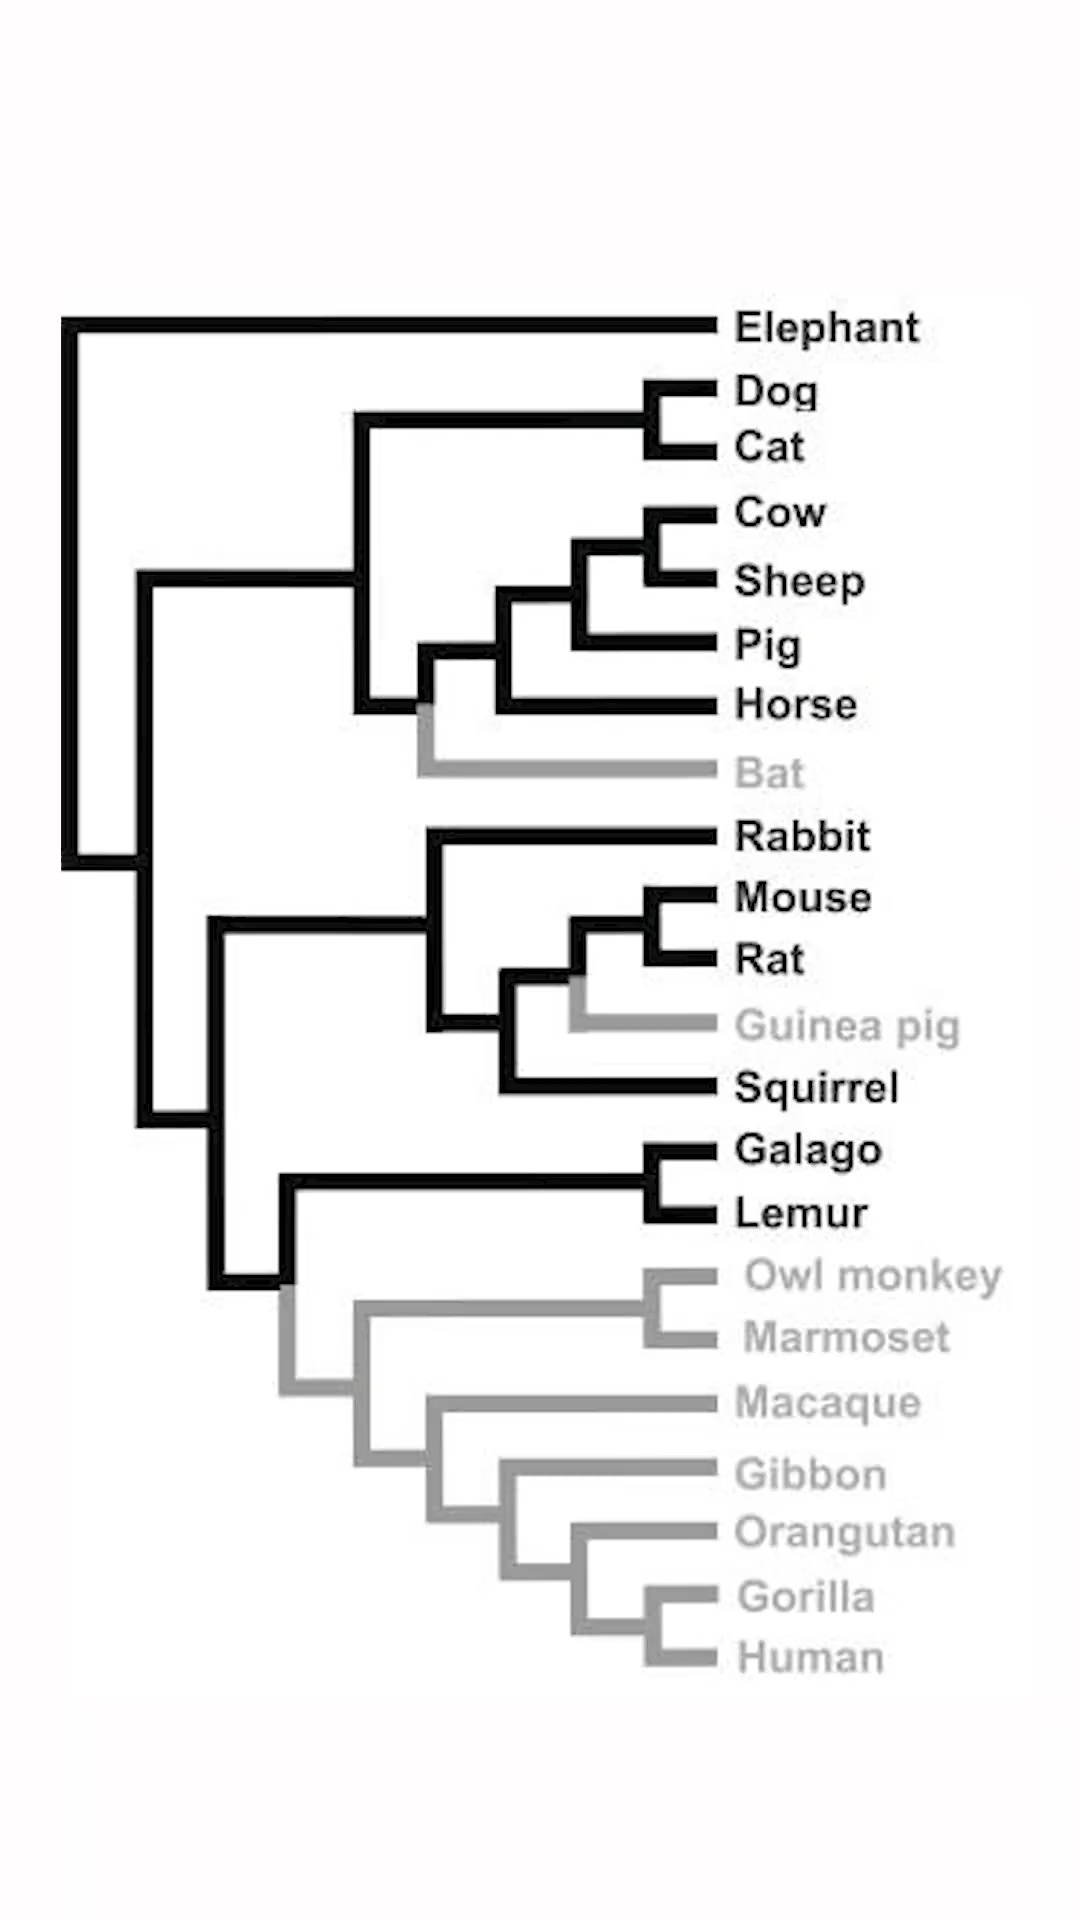 Elephant
Dog
Cat
Cow
Sheep
Pig
Horse
Bat
Rabbit
Mouse
Rat
Guinea pig
Squirrel
Galago
Lemur
Owl monkey
Marmoset
Macaque
Gibbon
Orangutan
Gorilla
Human